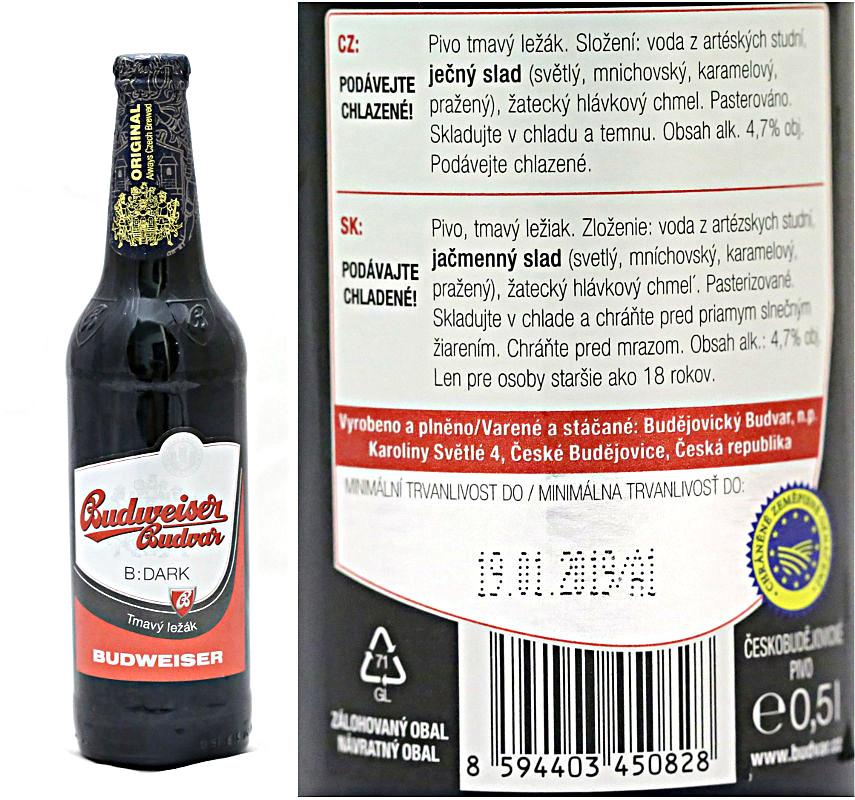 ORIGINAL
Always Czech Brewed
Budweiser
Budvar
B:DARK
Tmavý ležák
BUDWEISER
CZ:
PODÁVEJTE
CHLAZENÉ!
Pivo tmavý ležák. Složení: voda z artéských studní,
ječný slad (světlý, mnichovský, karamelový,
pražený), žatecký hlávkový chmel. Pasterováno.
Skladujte v chladu a temnu. Obsah alk. 4,7% obj.
Podávejte chlazené.
SK:
PODÁVAJTE
CHLADENÉ!
Pivo, tmavý ležiak. Zloženie: voda z artézskych studní,
jačmenný slad (svetlý, mníchovský, karamelový,
pražený), žatecký hlávkový chmeľ. Pasterizované.
Skladujte v chlade a chráňte pred priamym slnečným
žiarením. Chráňte pred mrazom. Obsah alk.: 4,7% obj.
Len pre osoby staršie ako 18 rokov.
Vyrobeno a plněno/Varené a stáčané: Budějovický Budvar, n.p.
Karoliny Světlé 4, České Budějovice, Česká republika
MINIMÁLNÍ TRVANLIVOST DO / MINIMÁLNA TRVANLIVOSŤ DO:
19.01.2019/A1
CHRÁNĚNÉ ZEMĚPISNÉ OZNAČENÍ
71
GL
ZÁLOHOVANÝ OBAL
NÁVRATNÝ OBAL
8 594403 450828
ČESKOBUDĚJOVICKÉ
PIVO
e 0,5l
www.budvar.cz